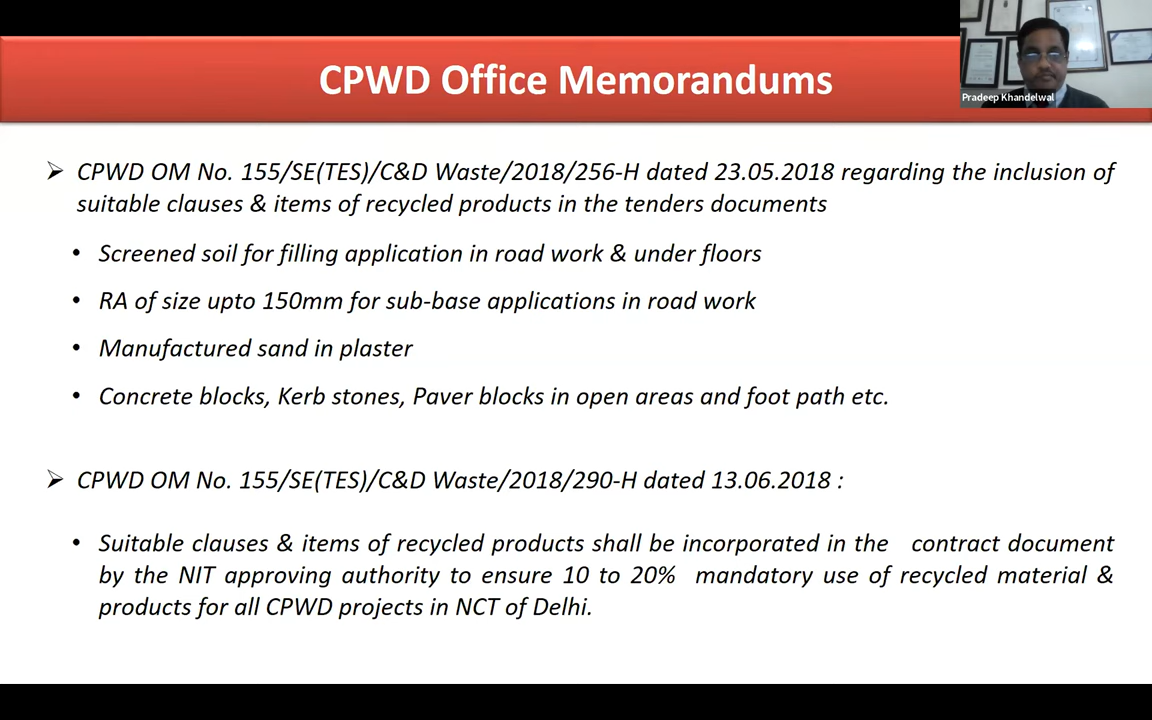 CPWD Office Memorandums
Pradeep Khandelwal
➢ CPWD OM No. 155/SE(TES)/C&D Waste/2018/256-H dated 23.05.2018 regarding the inclusion of
suitable clauses & items of recycled products in the tenders documents
• Screened soil for filling application in road work & under floors
• RA of size upto 150mm for sub-base applications in road work
• Manufactured sand in plaster
• Concrete blocks, Kerb stones, Paver blocks in open areas and foot path etc.
➢ CPWD OM No. 155/SE(TES)/C&D Waste/2018/290-H dated 13.06.2018 :
• Suitable clauses & items of recycled products shall be incorporated in the contract document
by the NIT approving authority to ensure 10 to 20% mandatory use of recycled material &
products for all CPWD projects in NCT of Delhi.